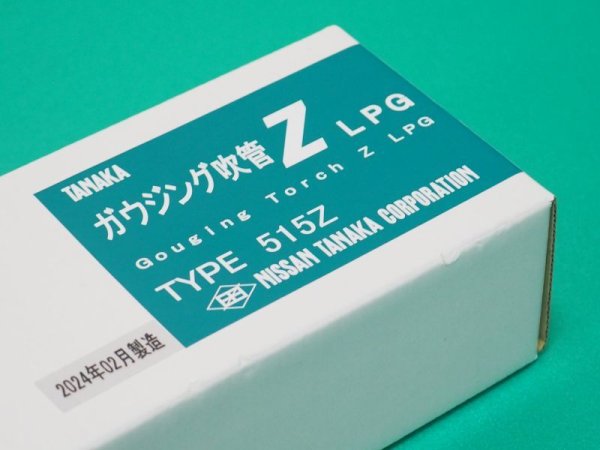 TANAKA
ガウジング吹管 Z LPG
Gouging Torch Z LPG
TYPE 515Z
NISSAN TANAKA CORPORATION
2024年02月製造